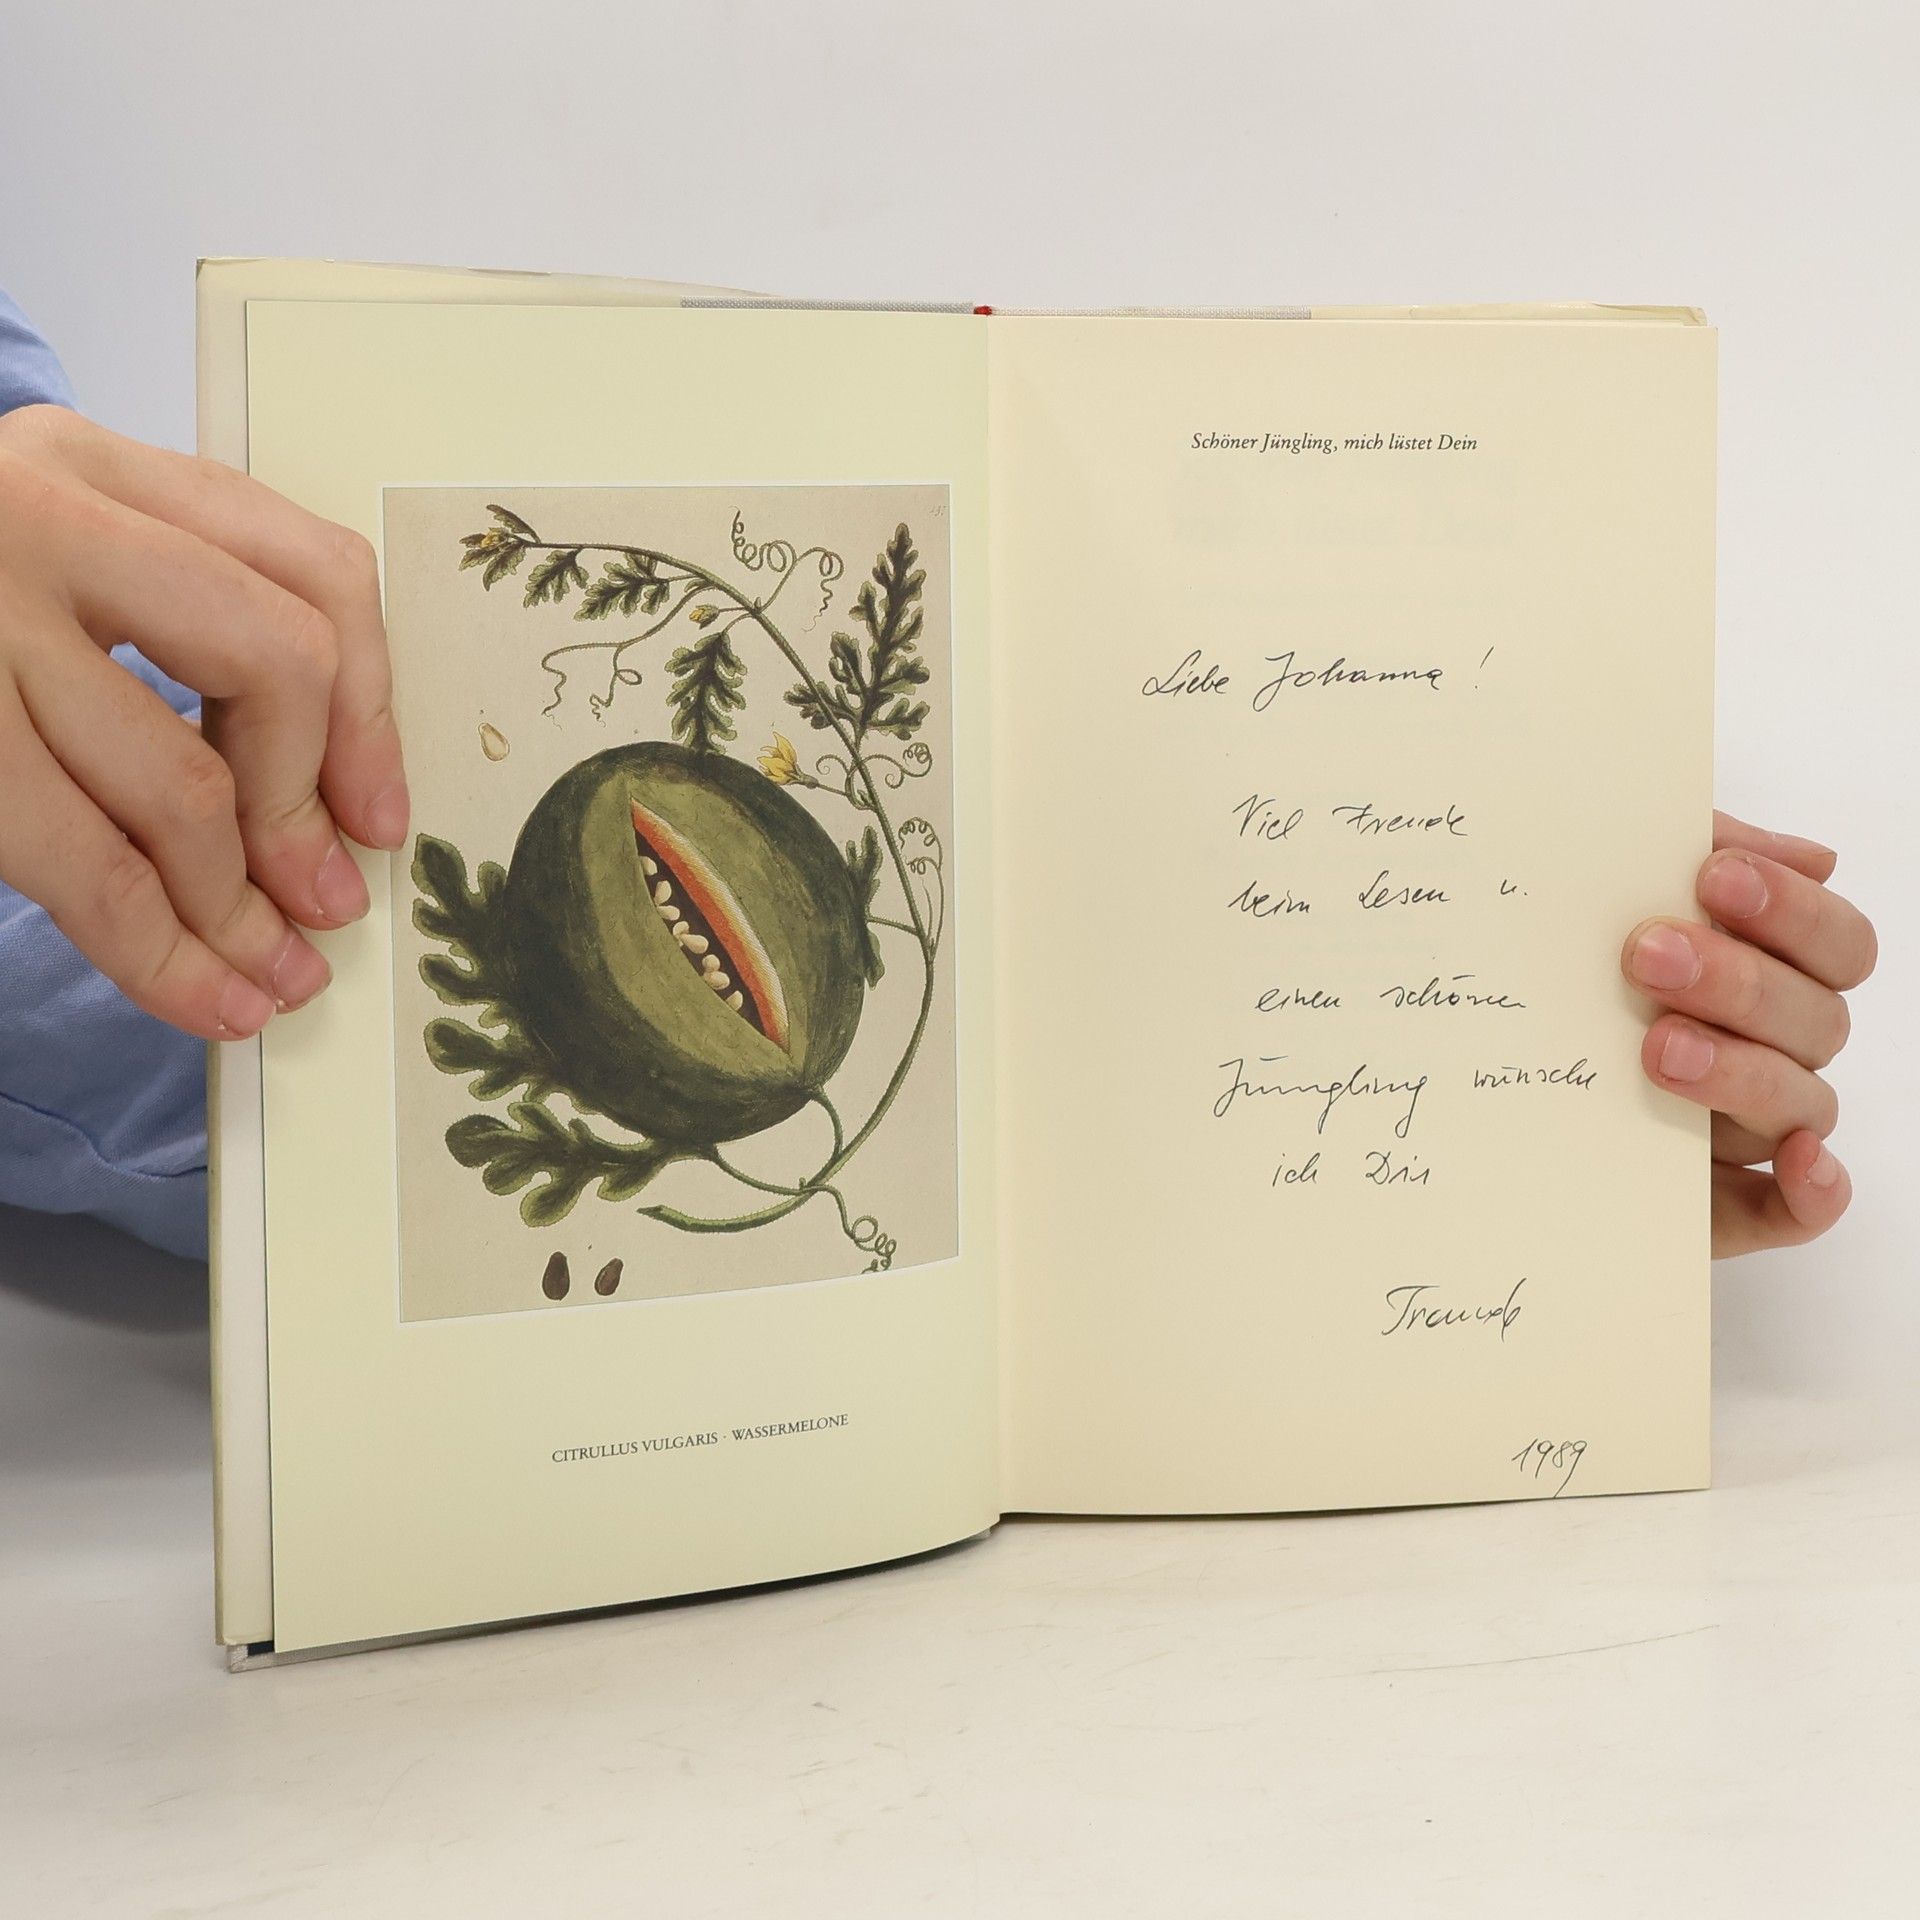 CITRULLUS VULGARIS · WASSERMELONE
Schöner Jüngling, mich lüstet Dein
Liebe Johanna!
Viel Freude
beim Lesen u.
einen schönen
Jüngling wünsche
ich Dir
1989